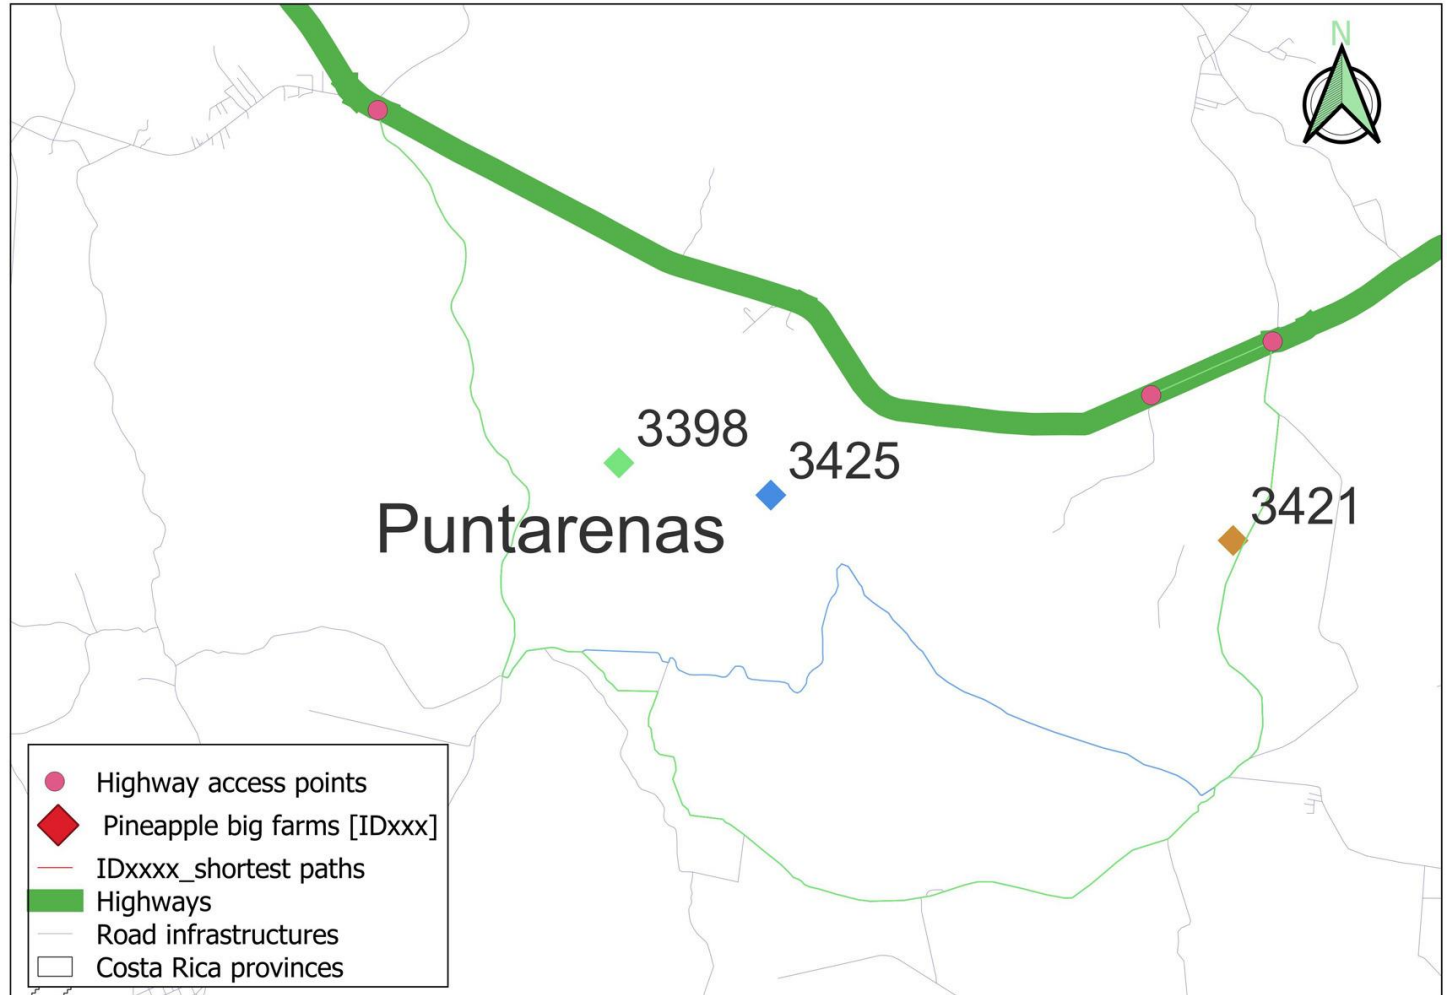 N
3398
3425
3421
Puntarenas
Highway access points
Pineapple big farms [IDxxx]
IDxxxx_shortest paths
Highways
Road infrastructures
Costa Rica provinces